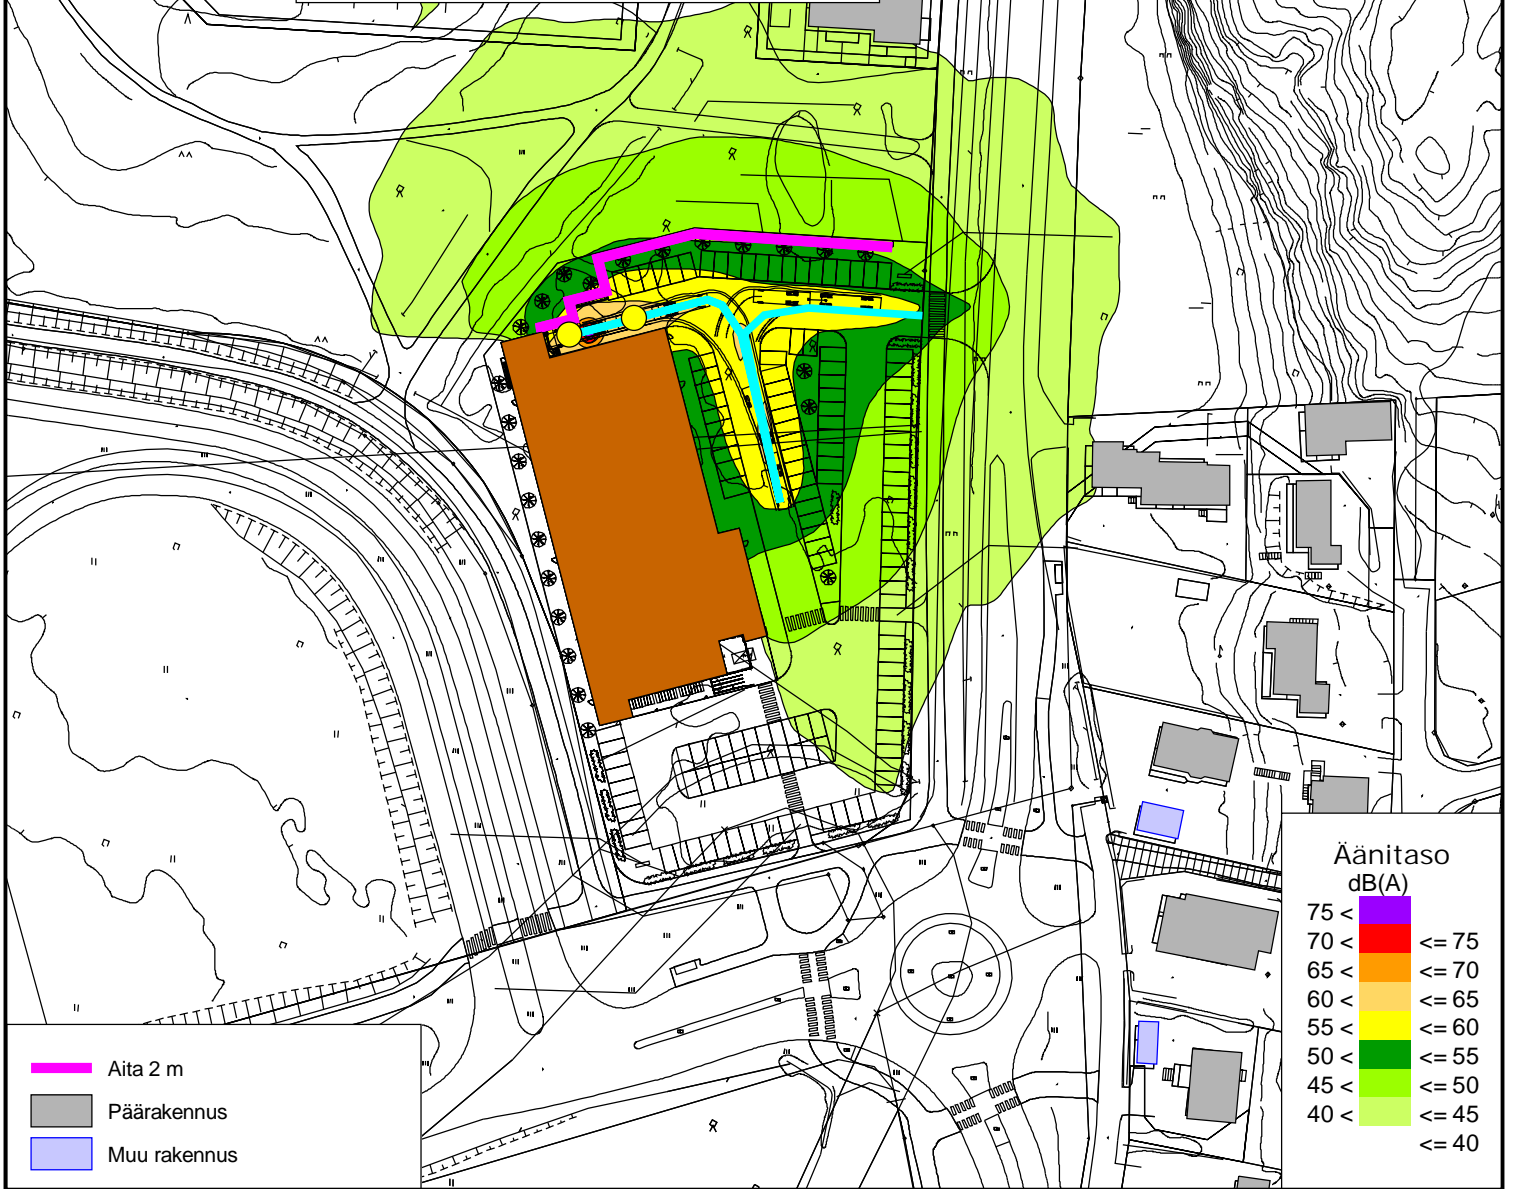 Äänitaso
dB(A)
75 <
70 < <= 75
65 < <= 70
60 < <= 65
55 < <= 60
50 < <= 55
45 < <= 50
40 < <= 45
<= 40
Aita 2 m
Päärakennus
Muu rakennus